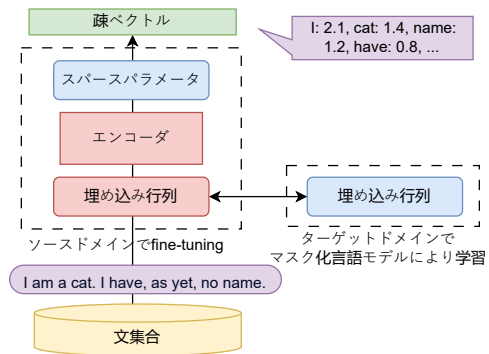 疎ベクトル
I: 2.1, cat: 1.4, name:
1.2, have: 0.8, ...
スパースパラメータ
エンコーダ
埋め込み行列
埋め込み行列
ソースドメインでfine-tuning
ターゲットドメインで
マスク化言語モデルにより学習
I am a cat. I have, as yet, no name.
文集合